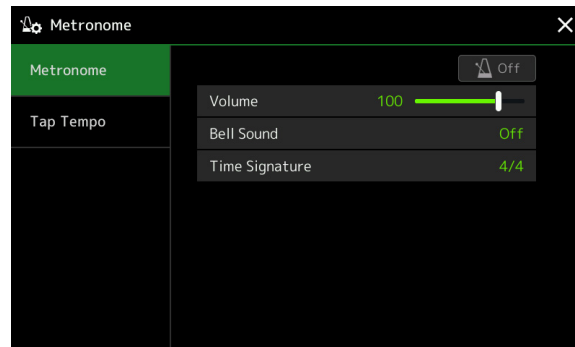 Metronome
Metronome
Off
Volume 100
Tap Tempo
Bell Sound Off
Time Signature 4/4